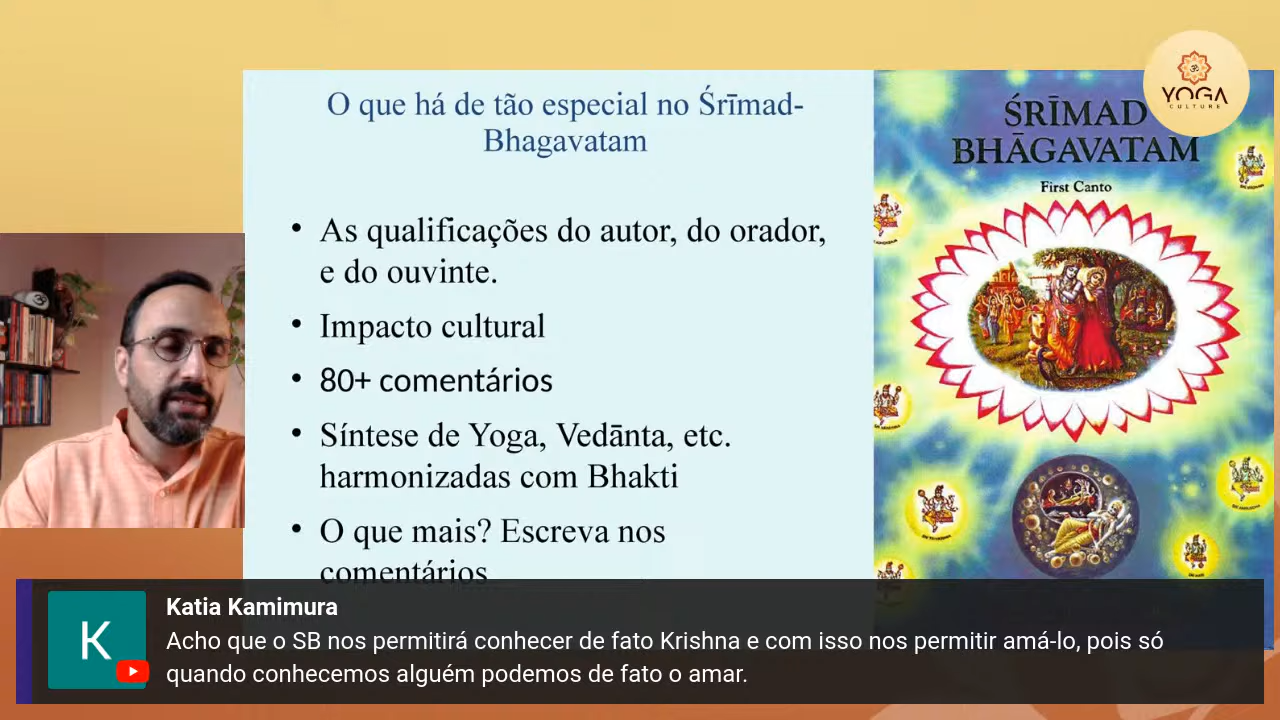 O que há de tão especial no Śrīmad-
Bhagavatam
• As qualificações do autor, do orador,
e do ouvinte.
• Impacto cultural
• 80+ comentários
• Síntese de Yoga, Vedānta, etc.
harmonizadas com Bhakti
• O que mais? Escreva nos
comentários
YOGA
CULTURE
ŚRĪMAD
BHĀGAVATAM
First Canto
K
Katia Kamimura
Acho que o SB nos permitirá conhecer de fato Krishna e com isso nos permitir amá-lo, pois só
quando conhecemos alguém podemos de fato o amar.